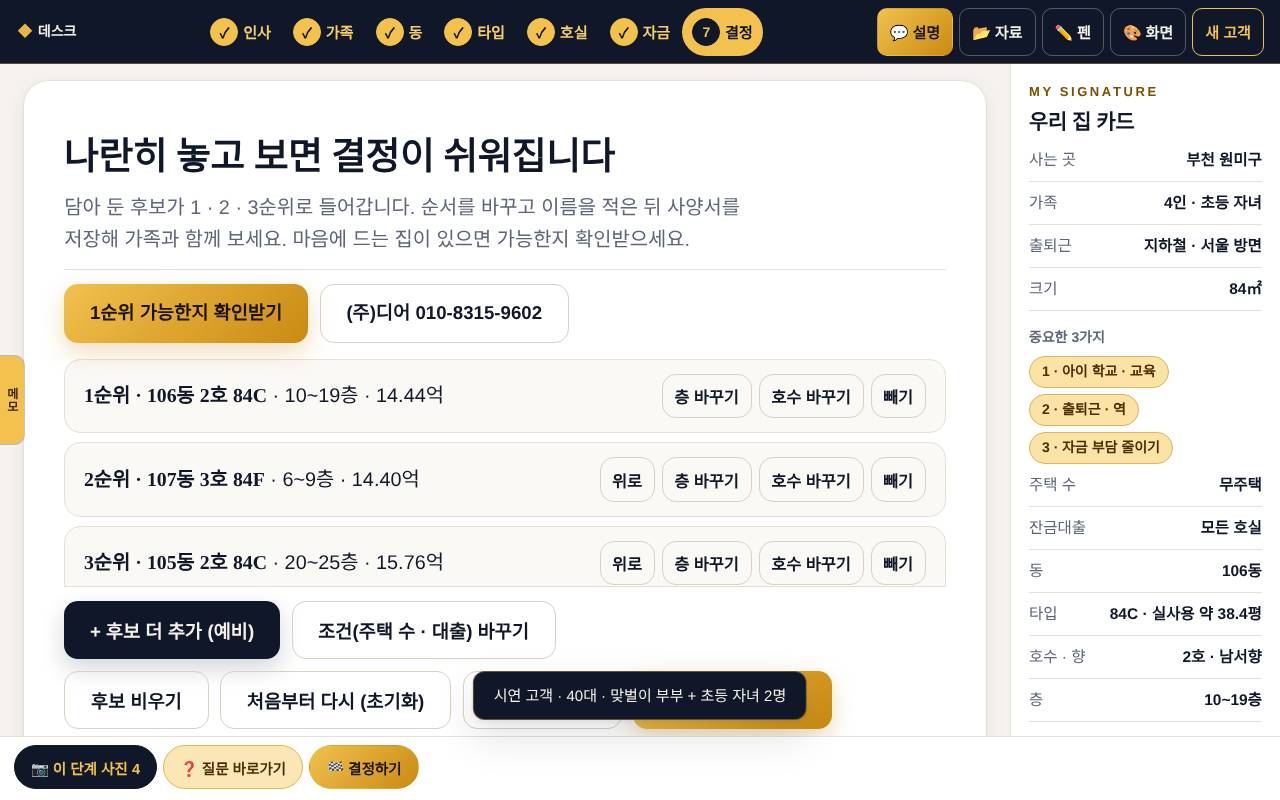 ◆ 데스크
✓ 인사
✓ 가족
✓ 동
✓ 타입
✓ 호실
✓ 자금
7 결정
💬 설명
📂 자료
✏️ 펜
🎨 화면
새 고객
나란히 놓고 보면 결정이 쉬워집니다
담아 둔 후보가 1 · 2 · 3순위로 들어갑니다. 순서를 바꾸고 이름을 적은 뒤 사양서를
저장해 가족과 함께 보세요. 마음에 드는 집이 있으면 가능한지 확인받으세요.
1순위 가능한지 확인받기
(주)디어 010-8315-9602
1순위 · 106동 2호 84C · 10~19층 · 14.44억
층 바꾸기
호수 바꾸기
빼기
2순위 · 107동 3호 84F · 6~9층 · 14.40억
위로
층 바꾸기
호수 바꾸기
빼기
3순위 · 105동 2호 84C · 20~25층 · 15.76억
위로
층 바꾸기
호수 바꾸기
빼기
+ 후보 더 추가 (예비)
조건(주택 수 · 대출) 바꾸기
후보 비우기
처음부터 다시 (초기화)
시연 고객 · 40대 · 맞벌이 부부 + 초등 자녀 2명
메모
📷 이 단계 사진 4
❓ 질문 바로가기
🏁 결정하기
MY SIGNATURE
우리 집 카드
사는 곳 부천 원미구
가족 4인 · 초등 자녀
출퇴근 지하철 · 서울 방면
크기 84㎡
중요한 3가지
1 · 아이 학교 · 교육
2 · 출퇴근 · 역
3 · 자금 부담 줄이기
주택 수 무주택
잔금대출 모든 호실
동 106동
타입 84C · 실사용 약 38.4평
호수 · 향 2호 · 남서향
층 10~19층